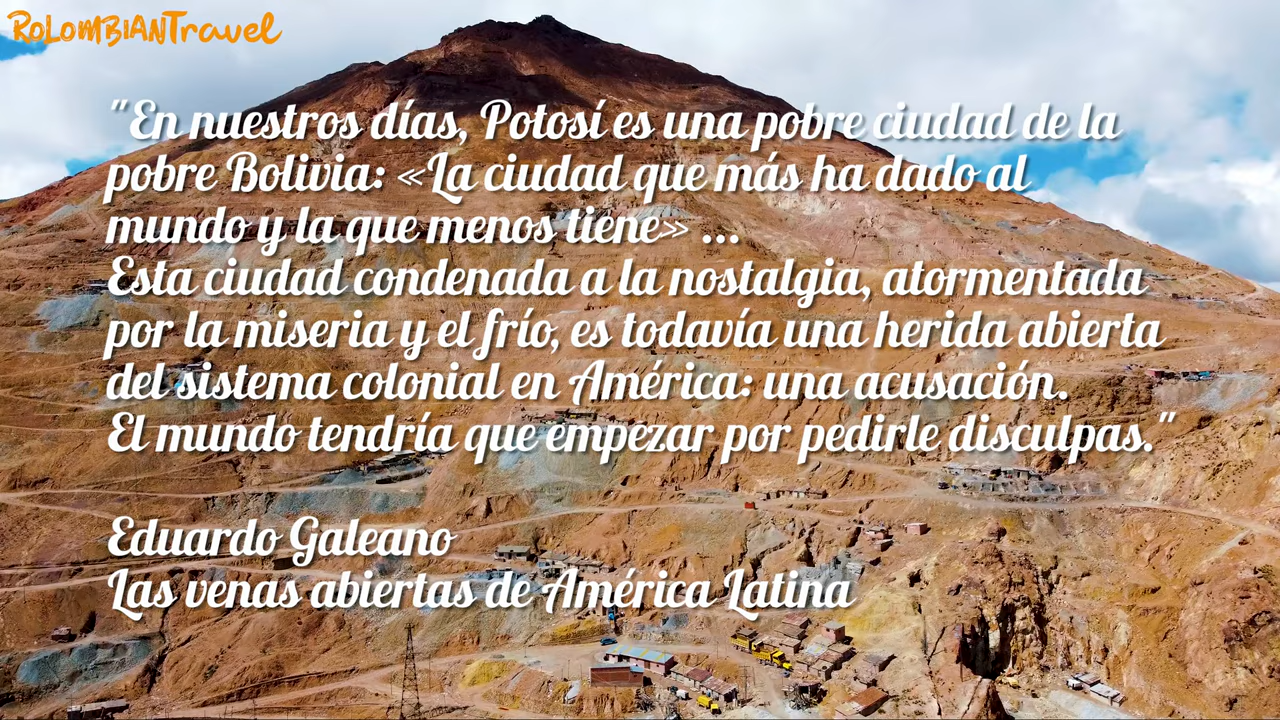 ROLOMBIANTravel
"En nuestros días, Potosí es una pobre ciudad de la
pobre Bolivia: «La ciudad que más ha dado al
mundo y la que menos tiene» ...
Esta ciudad condenada a la nostalgia, atormentada
por la miseria y el frío, es todavía una herida abierta
del sistema colonial en América: una acusación.
El mundo tendría que empezar por pedirle disculpas."
Eduardo Galeano
Las venas abiertas de América Latina